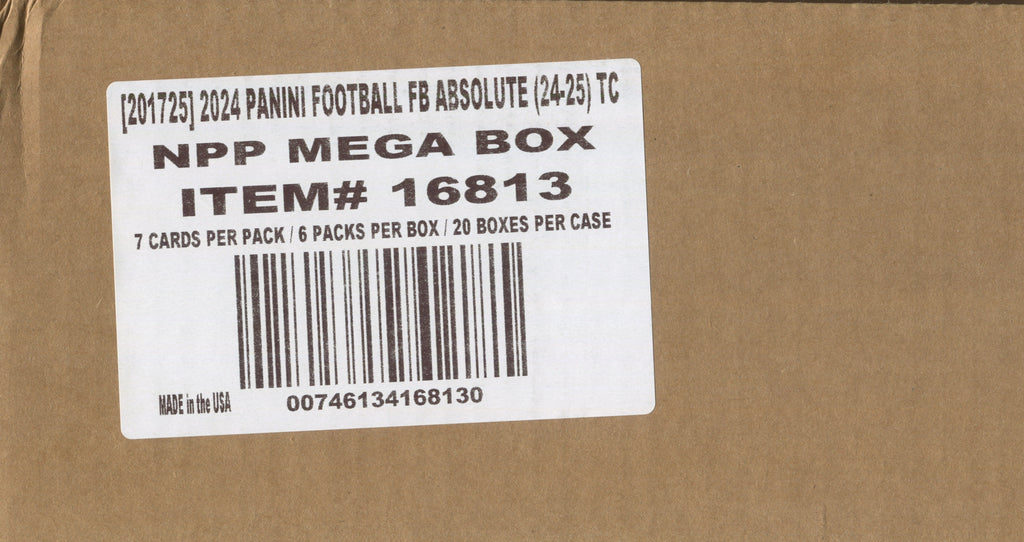 [201725] 2024 PANINI FOOTBALL FB ABSOLUTE (24-25) TC
NPP MEGA BOX
ITEM# 16813
7 CARDS PER PACK / 6 PACKS PER BOX / 20 BOXES PER CASE
MADE in the USA
00746134168130